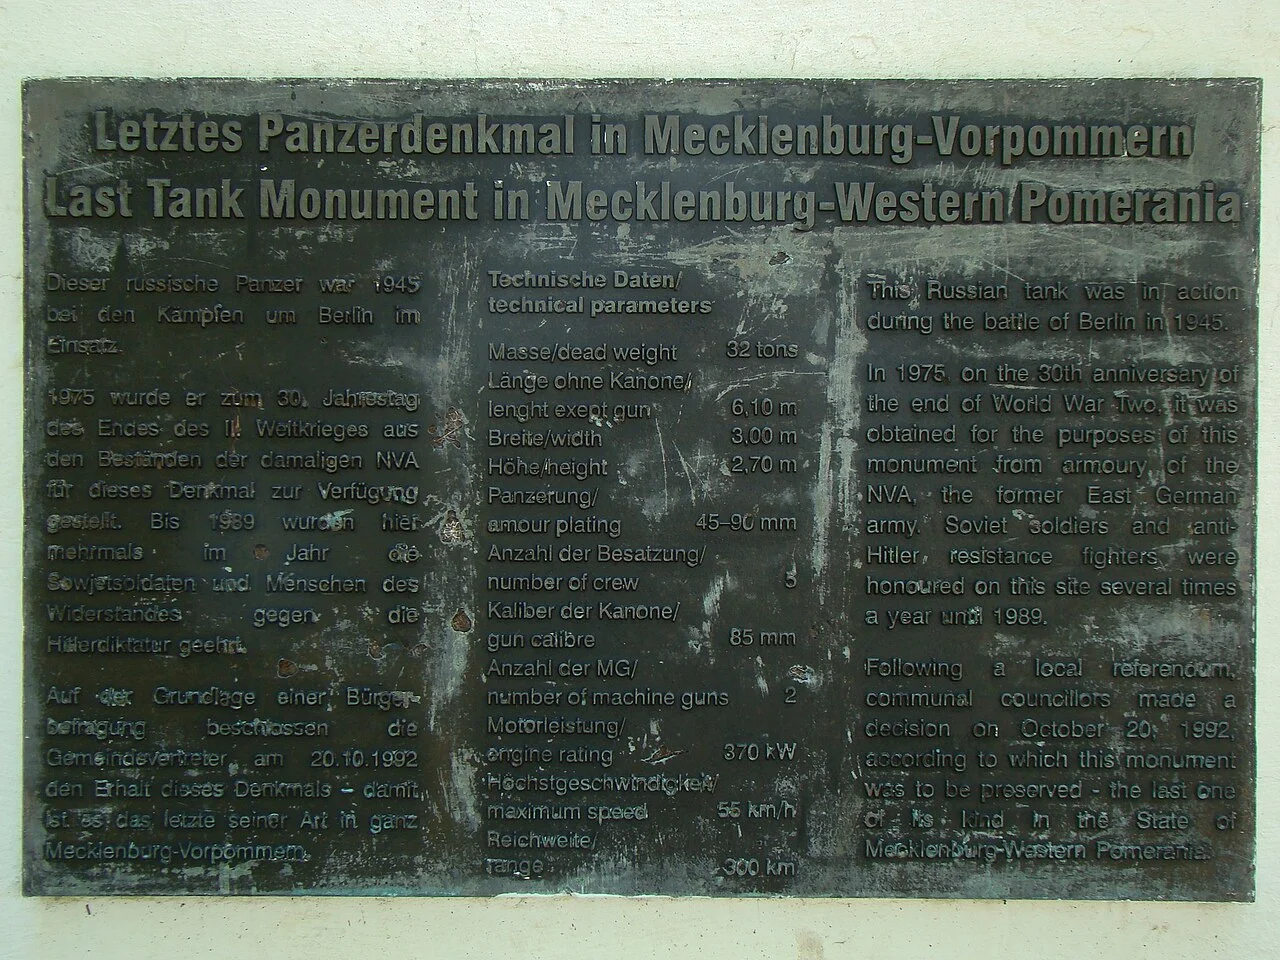 Letztes Panzerdenkmal in Mecklenburg-Vorpommern
Last Tank Monument in Mecklenburg-Western Pomerania
Dieser russische Panzer war 1945
bei den Kämpfen um Berlin im
Einsatz.
1975 wurde er zum 30. Jahrestag
des Endes des II. Weltkrieges aus
den Beständen der damaligen NVA
für dieses Denkmal zur Verfügung
gestellt. Bis 1989 wurden hier
mehrmals im Jahr die
Sowjetsoldaten und Menschen des
Widerstandes gegen die
Hitlerdiktatur geehrt.
Auf der Grundlage einer Bürger-
befragung beschlossen die
Gemeindevertreter am 20.10.1992
den Erhalt dieses Denkmals - damit
ist es das letzte seiner Art in ganz
Mecklenburg-Vorpommern.
Technische Daten/
technical parameters
Masse/dead weight 32 tons
Länge ohne Kanone/
lenght exept gun 6,10 m
Breite/width 3,00 m
Höhe/height 2,70 m
Panzerung/
amour plating 45–90 mm
Anzahl der Besatzung/
number of crew 5
Kaliber der Kanone/
gun calibre 85 mm
Anzahl der MG/
number of machine guns 2
Motorleistung/
engine rating 370 kW
Höchstgeschwindigkeit/
maximum speed 55 km/h
Reichweite/
range 300 km
This Russian tank was in action
during the battle of Berlin in 1945.
In 1975, on the 30th anniversary of
the end of World War Two, it was
obtained for the purposes of this
monument from armoury of the
NVA, the former East German
army. Soviet soldiers and anti-
Hitler resistance fighters were
honoured on this site several times
a year until 1989.
Following a local referendum,
communal councillors made a
decision on October 20, 1992,
according to which this monument
was to be preserved - the last one
of its kind in the State of
Mecklenburg-Western Pomerania.